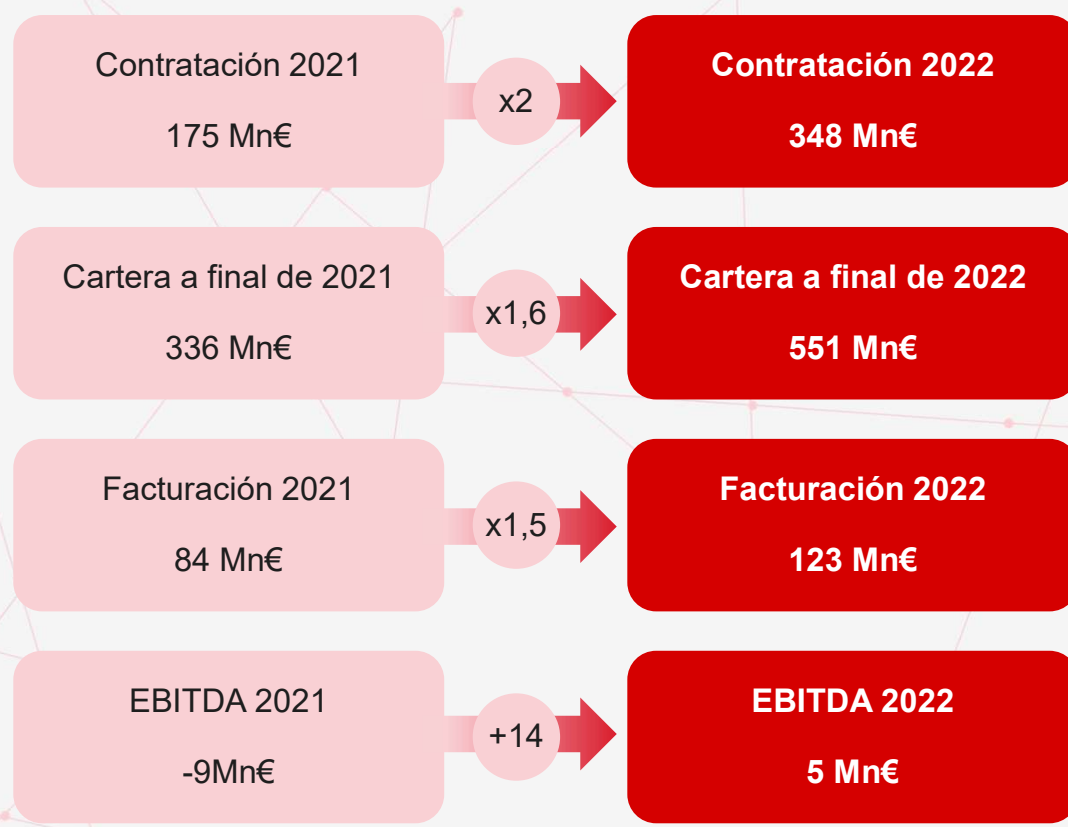 Contratación 2021
175 Mn€
x2
Contratación 2022
348 Mn€
Cartera a final de 2021
336 Mn€
x1,6
Cartera a final de 2022
551 Mn€
Facturación 2021
84 Mn€
x1,5
Facturación 2022
123 Mn€
EBITDA 2021
-9Mn€
+14
EBITDA 2022
5 Mn€